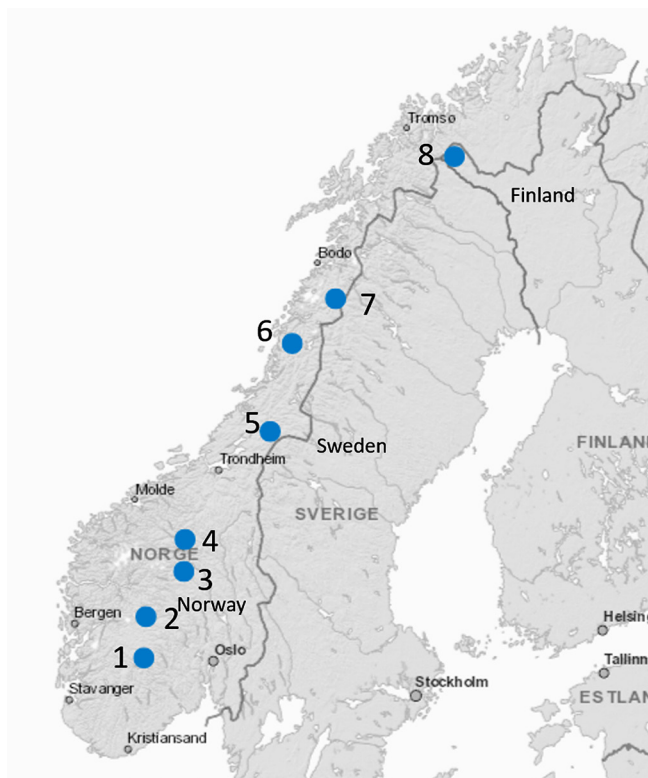 Tromsø
8
Finland
Bodø
7
6
5
Sweden
Trondheim
FINLAN
Molde
SVERIGE
4
NORGE
3
Norway
Bergen
2
Helsing
1
Oslo
Tallinn
Stockholm
Stavanger
ESTLAN
Kristiansand